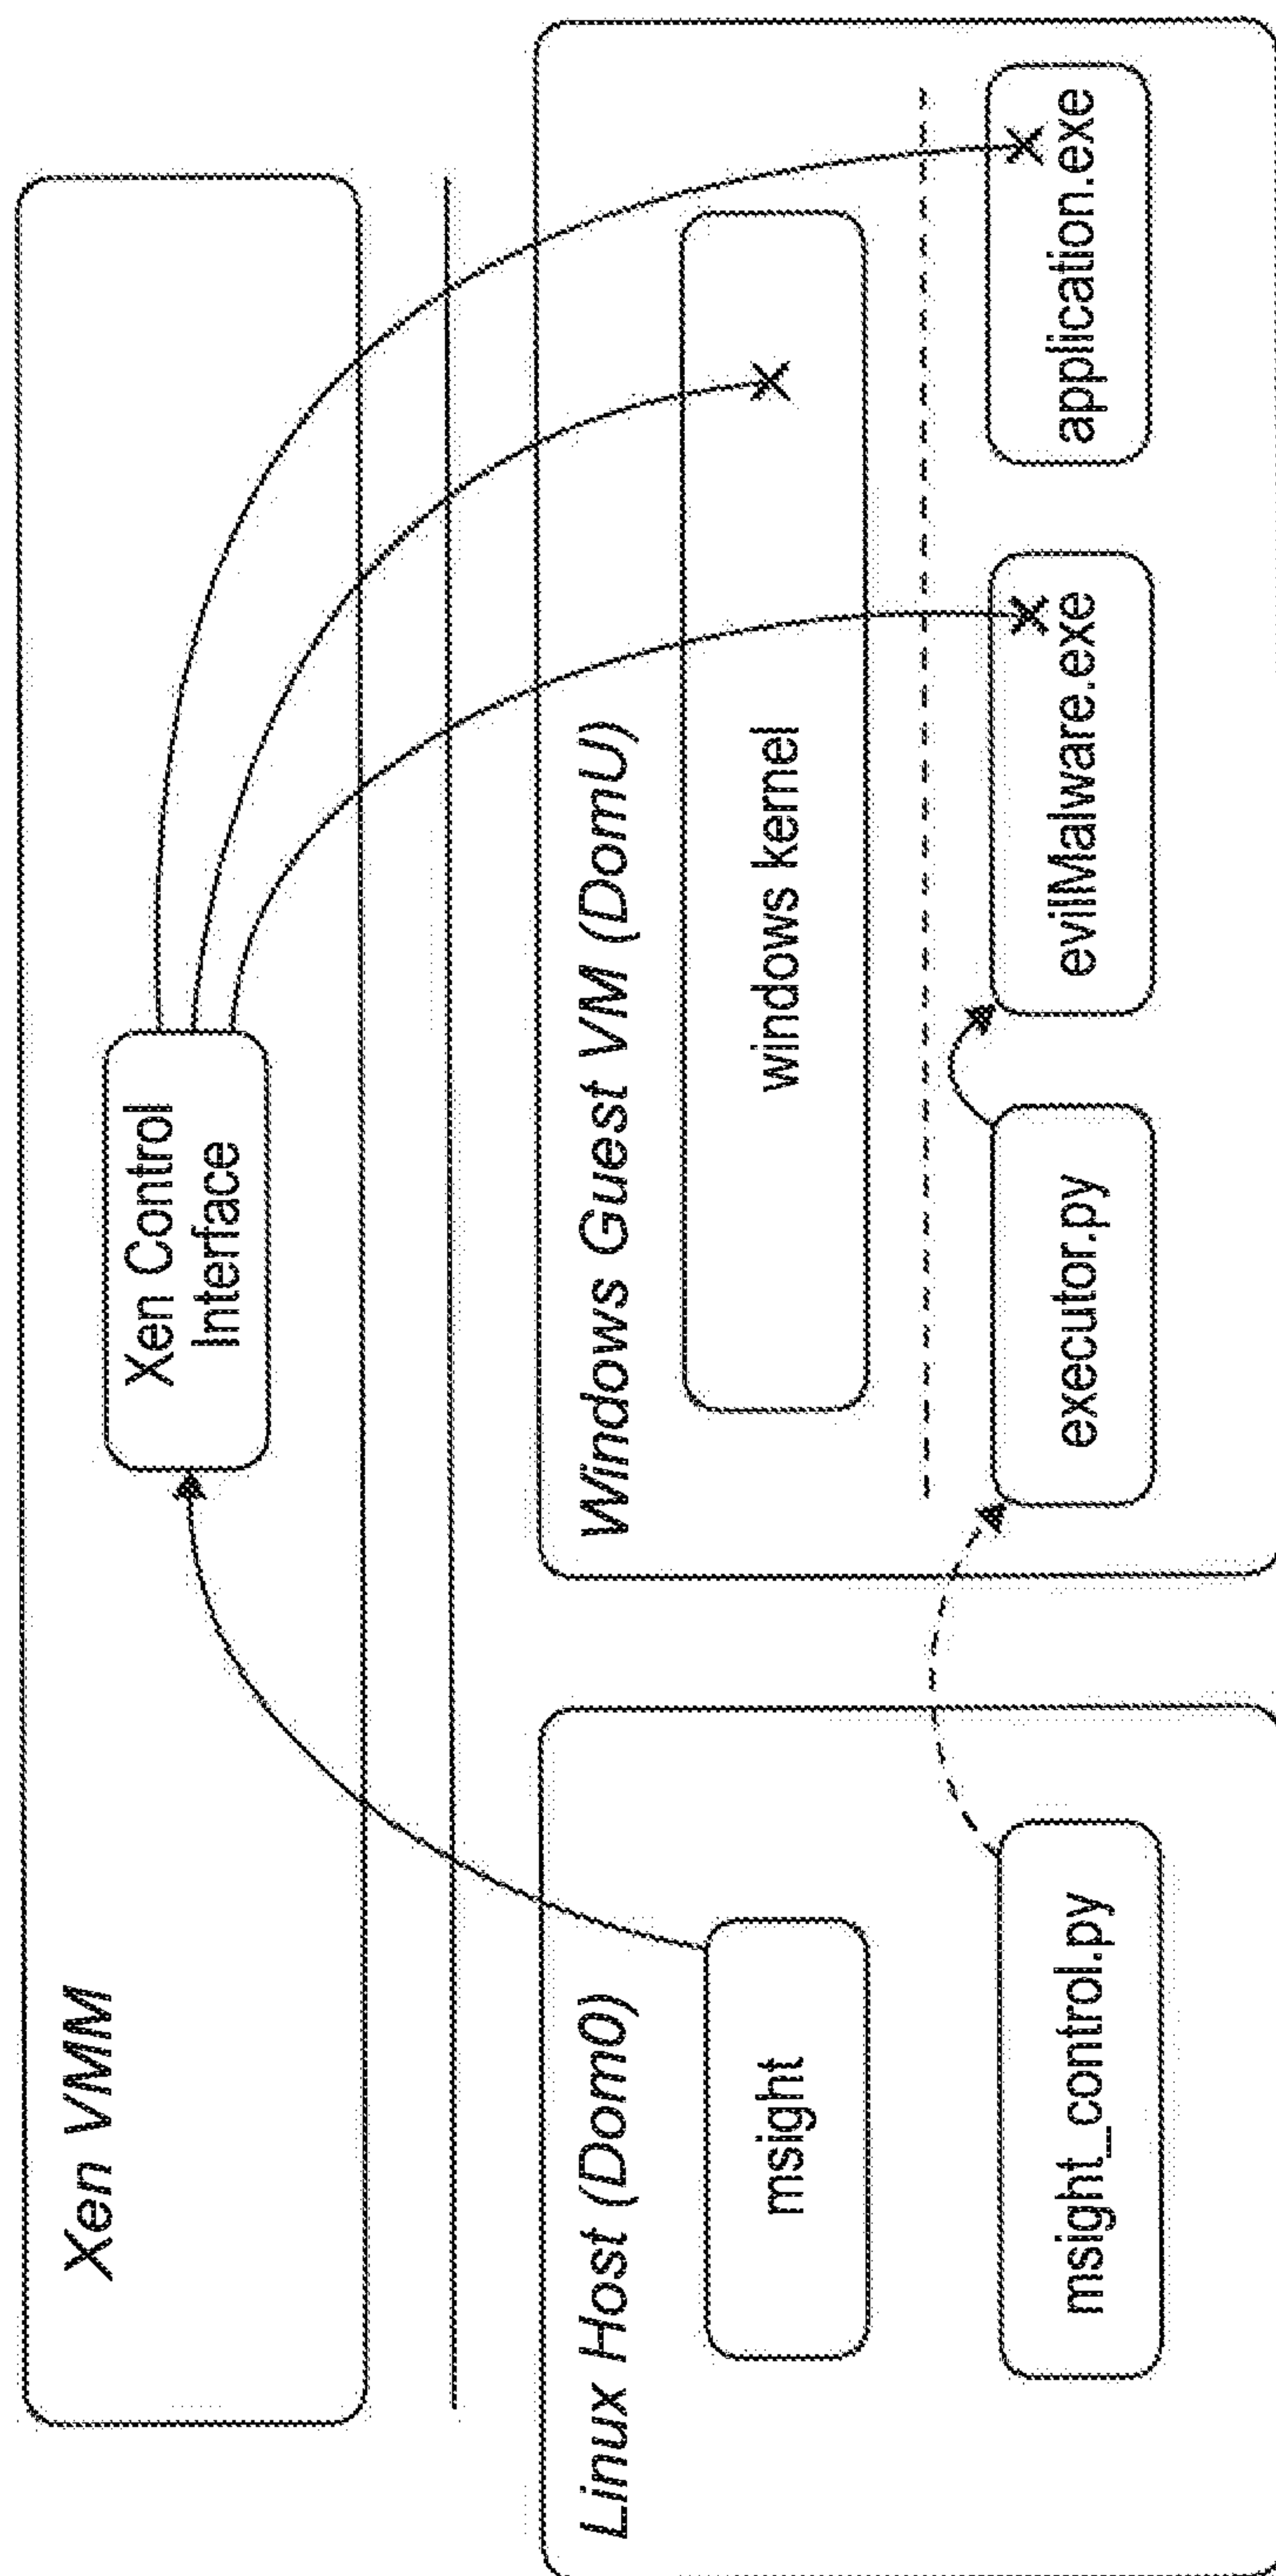 Xen VMM
Xen Control
Interface
Linux Host (Dom0)
msight
msight_control.py
Windows Guest VM (DomU)
windows kernel
executor.py
evilMalware.exe
application.exe